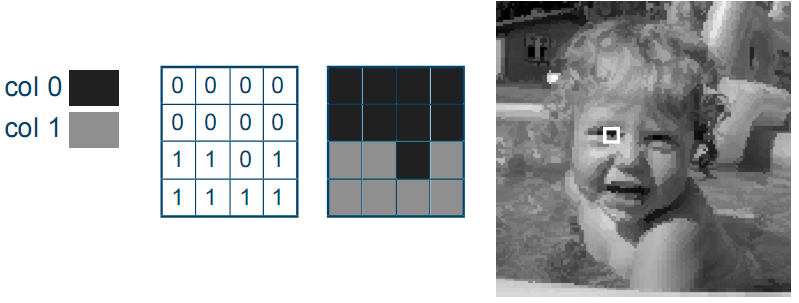 col 0
col 1
0 0 0 0
0 0 0 0
1 1 0 1
1 1 1 1